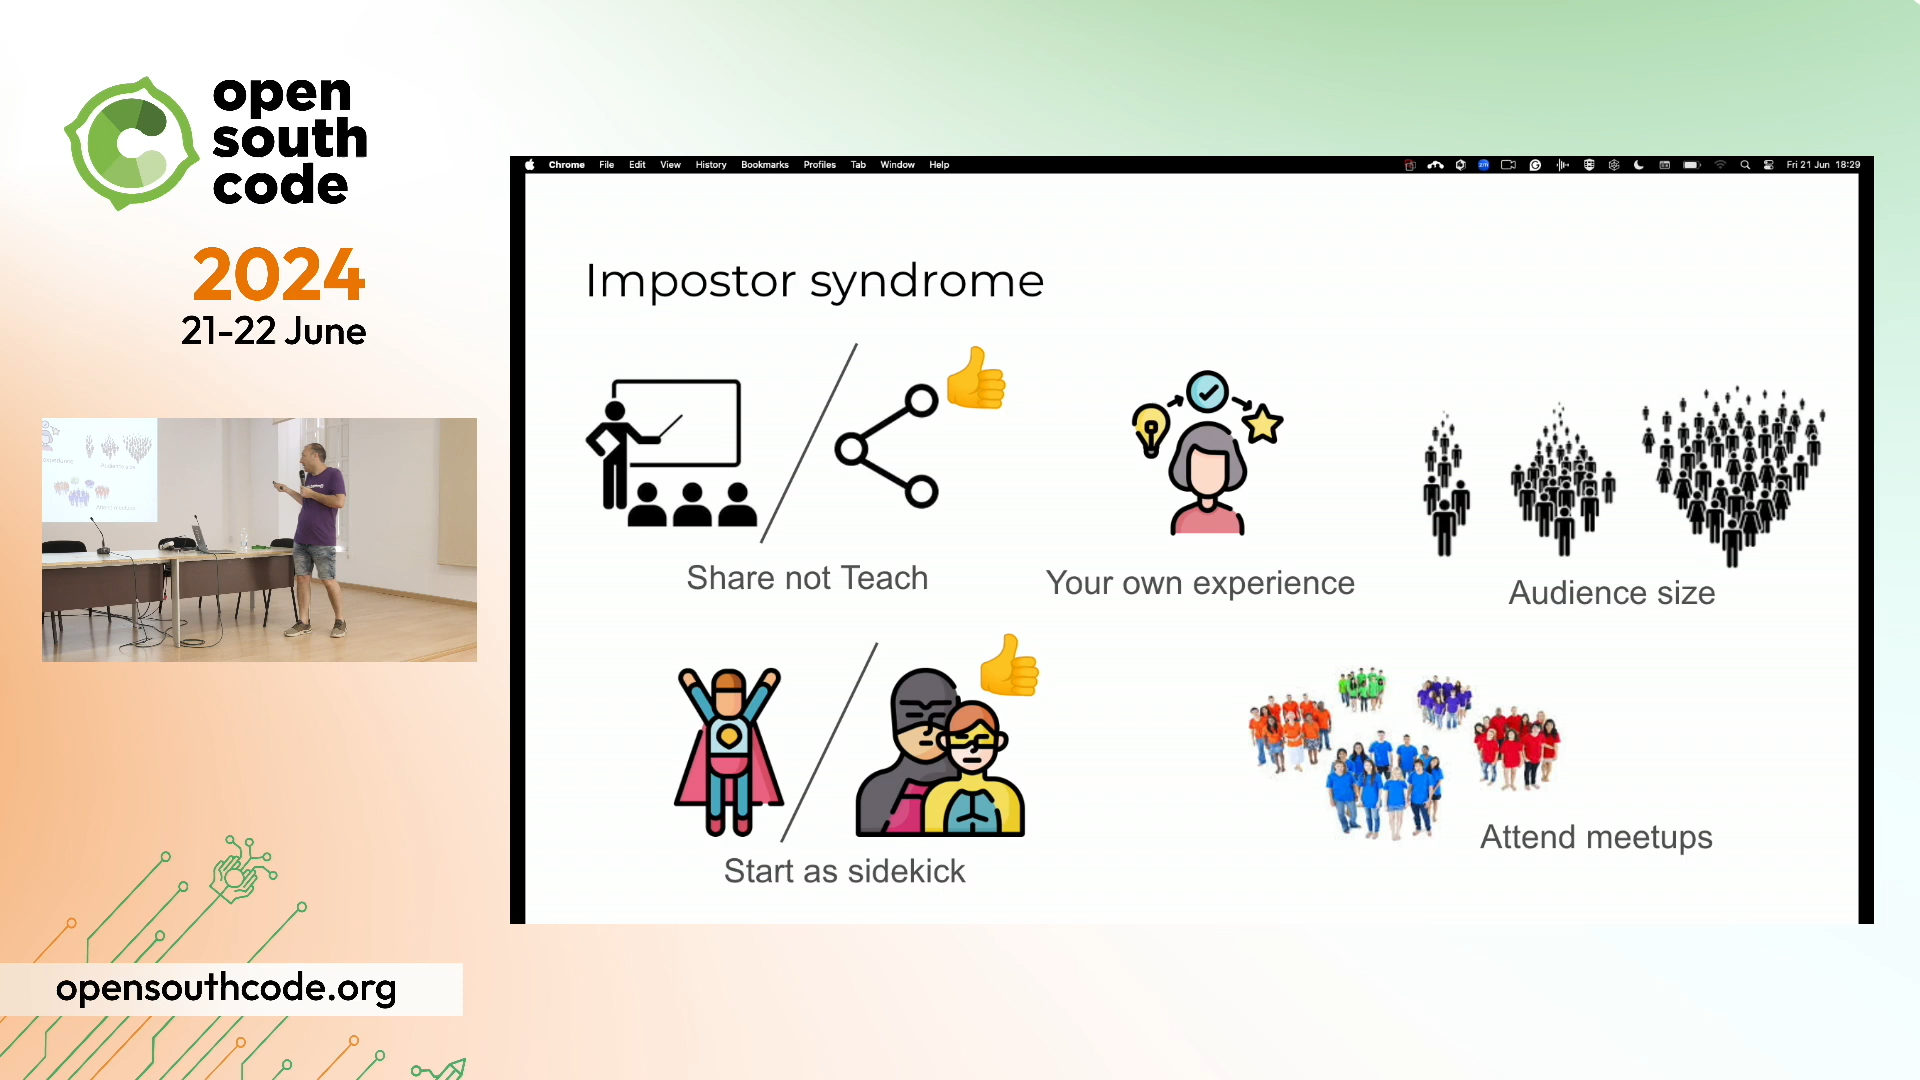 open
south
code
2024
21-22 June
Chrome File Edit View History Bookmarks Profiles Tab Window Help
Fri 21 Jun 18:29
Impostor syndrome
Share not Teach
Your own experience
Audience size
Start as sidekick
Attend meetups
opensouthcode.org